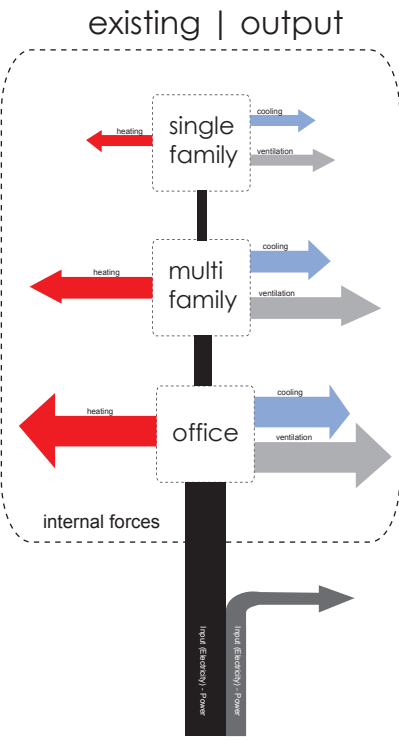 existing | output
cooling
heating
single
family
ventilation
cooling
heating
multi
family
ventilation
cooling
heating
office
ventilation
internal forces
Input (Electricity) - Power
Input (Electricity) - Power